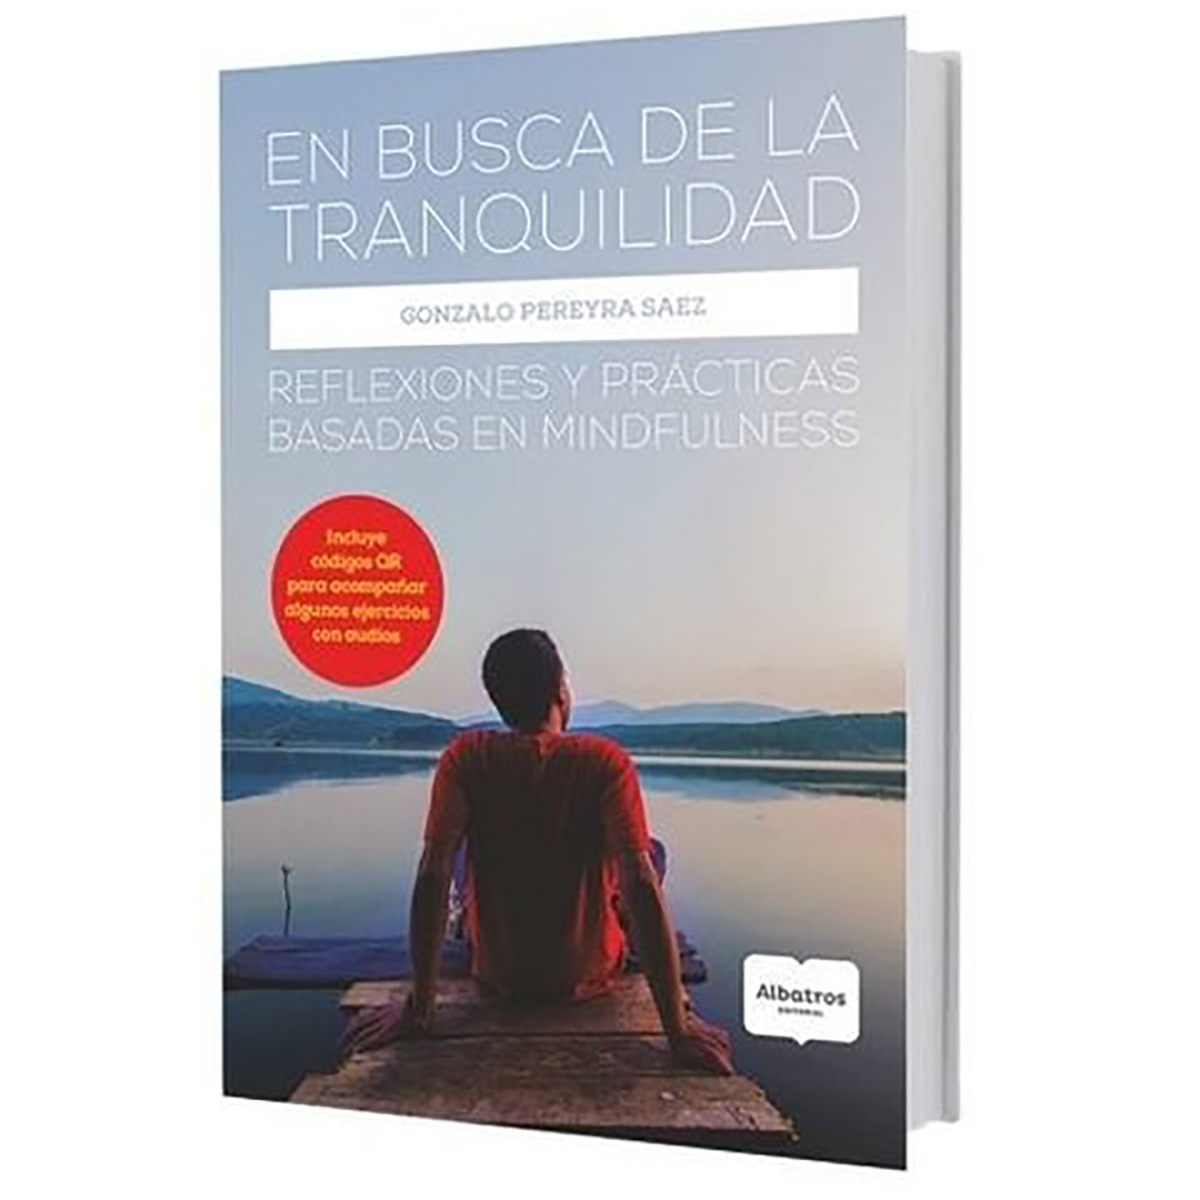 EN BUSCA DE LA
TRANQUILIDAD
GONZALO PEREYRA SAEZ
REFLEXIONES Y PRÁCTICAS
BASADAS EN MINDFULNESS
Incluye
códigos QR
para acompañar
algunos ejercicios
con audios
Albatros
EDITORIAL